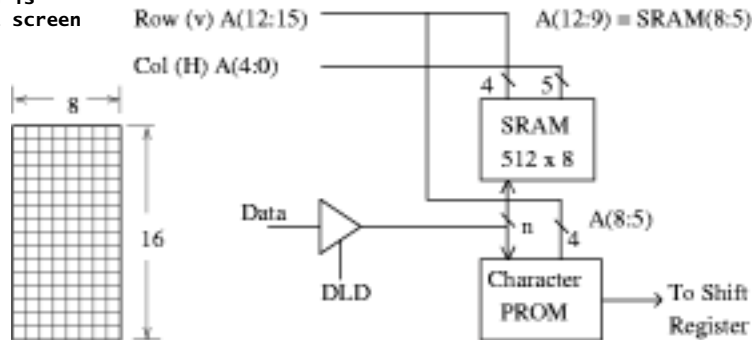 is
screen
Row (v) A(12:15)
A(12:9) = SRAM(8:5)
Col (H) A(4:0)
4
5
8
SRAM
512 x 8
Data
n
4
A(8:5)
16
DLD
Character
PROM
To Shift
Register